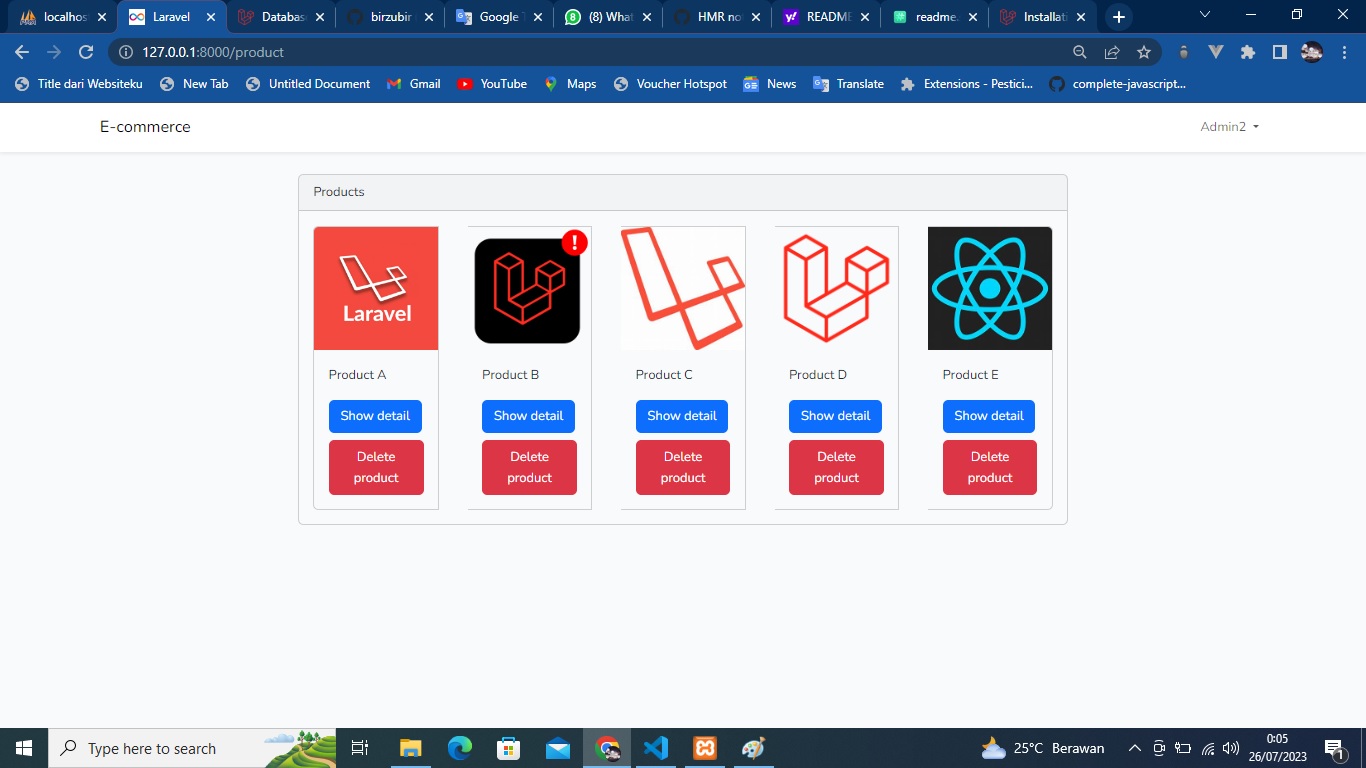 localhos
Laravel
Databas
birzubir
Google T
(8) What
HMR no
README
readme.
Installati
127.0.0.1:8000/product
Title dari Websiteku
New Tab
Untitled Document
Gmail
YouTube
Maps
Voucher Hotspot
News
Translate
Extensions - Pestici...
complete-javascript...
E-commerce
Admin2
Products
Laravel
!
Product A
Product B
Product C
Product D
Product E
Show detail
Show detail
Show detail
Show detail
Show detail
Delete
product
Delete
product
Delete
product
Delete
product
Delete
product
Type here to search
25°C Berawan
0:05
26/07/2023
1